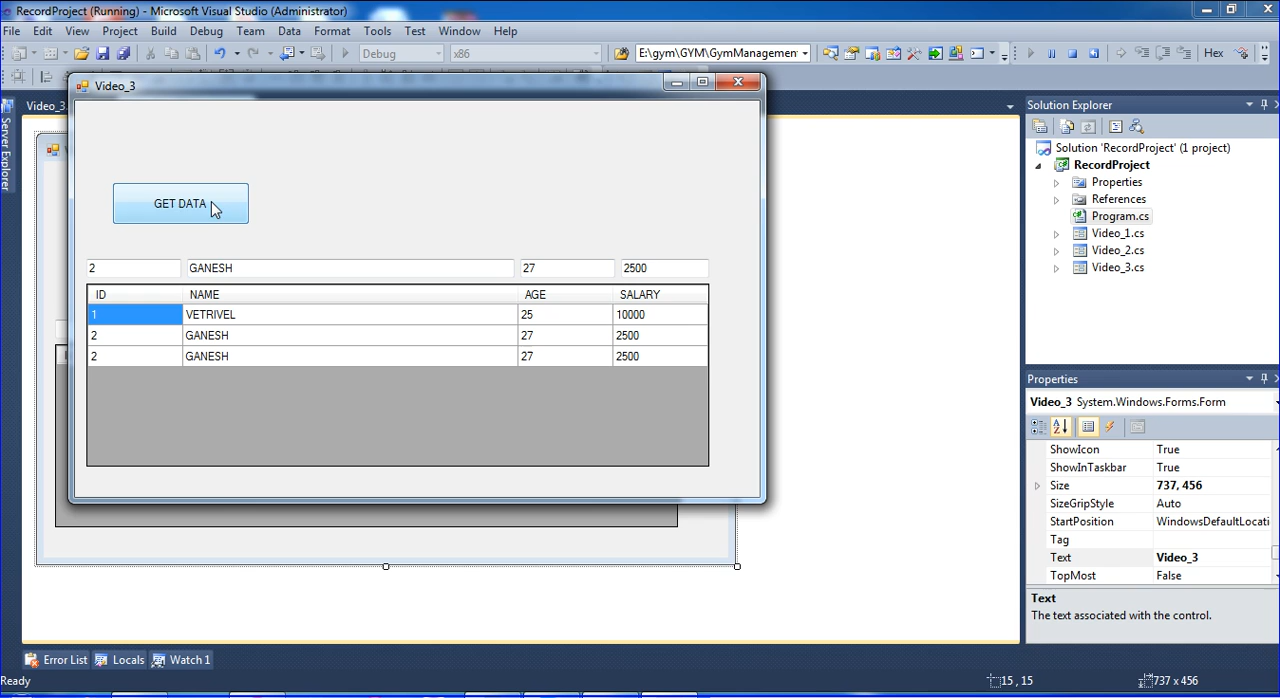 RecordProject (Running) - Microsoft Visual Studio (Administrator)
File Edit View Project Build Debug Team Data Format Tools Test Window Help
Debug x86 E:\gym\GYM\GymManagement Hex
Video_3
Video_3.
Server Explorer
GET DATA
2 GANESH 27 2500
ID NAME AGE SALARY
1 VETRIVEL 25 10000
2 GANESH 27 2500
2 GANESH 27 2500
Solution Explorer
Solution 'RecordProject' (1 project)
RecordProject
Properties
References
Program.cs
Video_1.cs
Video_2.cs
Video_3.cs
Properties
Video_3 System.Windows.Forms.Form
ShowIcon True
ShowInTaskbar True
Size 737, 456
SizeGripStyle Auto
StartPosition WindowsDefaultLocati
Tag
Text Video_3
TopMost False
Text
The text associated with the control.
Error List Locals Watch 1
Ready 15 , 15 737 x 456